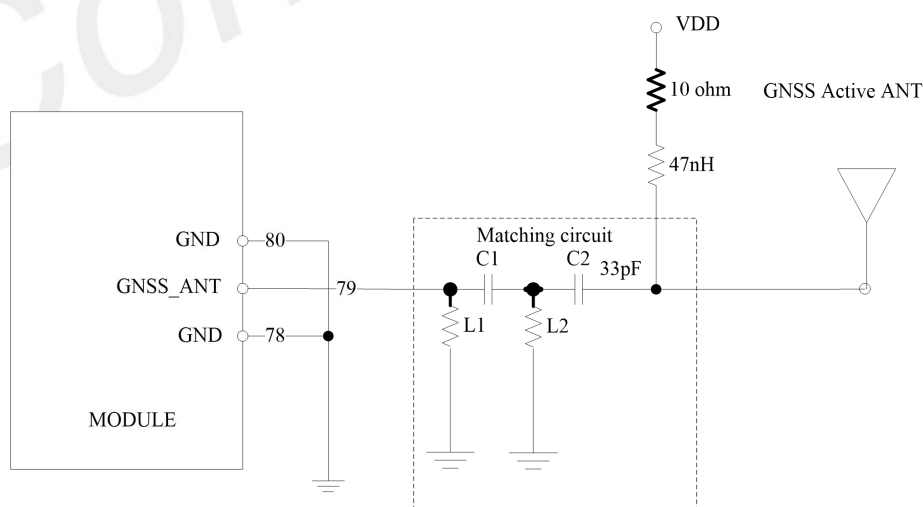 VDD
10 ohm
GNSS Active ANT
47nH
GND
80
Matching circuit
C1
C2
33pF
GNSS_ANT
79
L1
L2
GND
78
MODULE